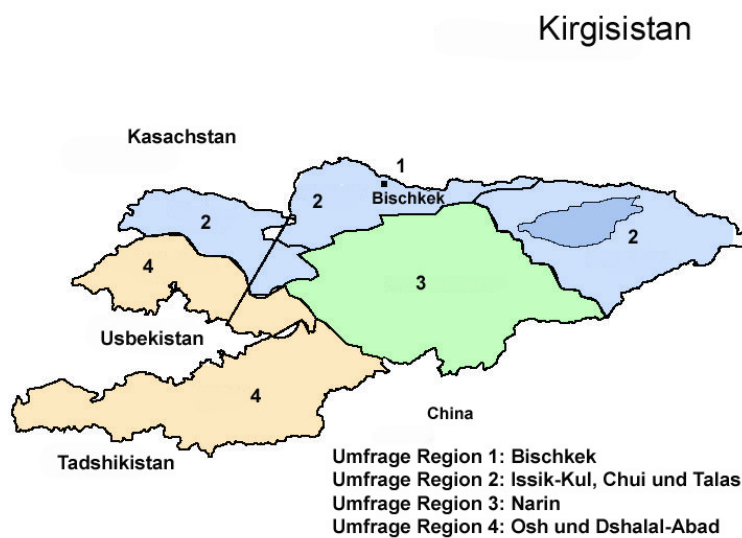 Kirgisistan
Kasachstan
1
2
Bischkek
2
2
4
3
Usbekistan
4
China
Tadshikistan
Umfrage Region 1: Bischkek
Umfrage Region 2: Issik-Kul, Chui und Talas
Umfrage Region 3: Narin
Umfrage Region 4: Osh und Dshalal-Abad